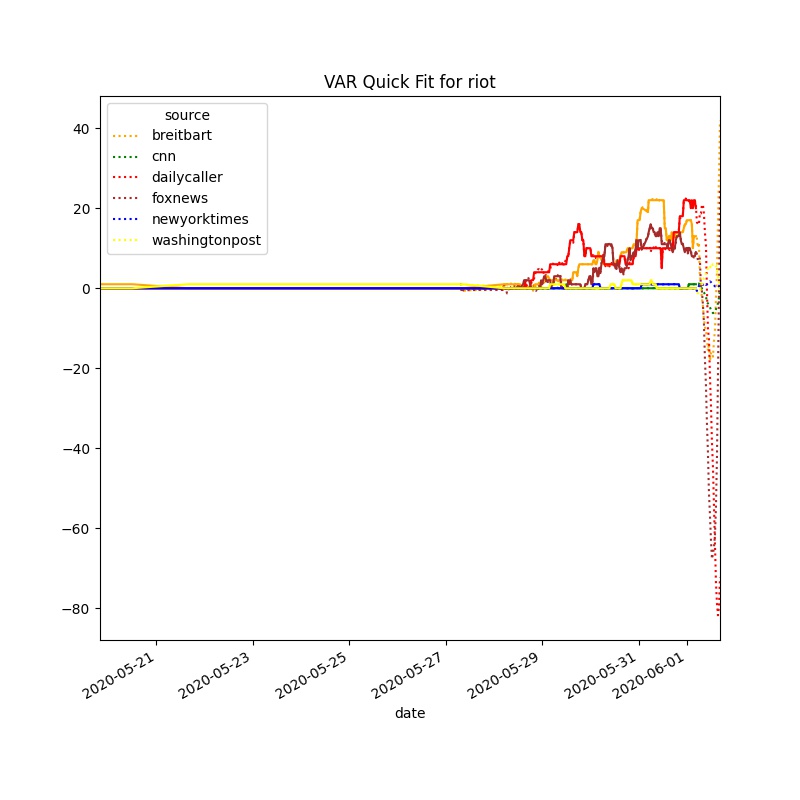 VAR Quick Fit for riot
source
breitbart
cnn
dailycaller
foxnews
newyorktimes
washingtonpost
40
20
0
−20
−40
−60
−80
2020-05-21
2020-05-23
2020-05-25
2020-05-27
2020-05-29
2020-05-31
2020-06-01
date